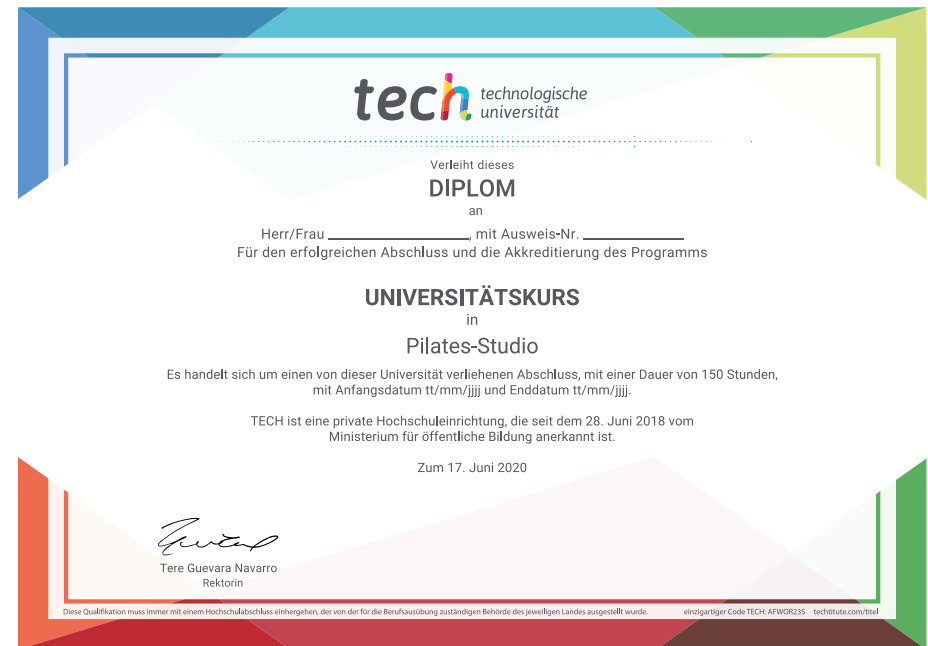 tech technologische
universität
Verleiht dieses
DIPLOM
an
Herr/Frau ____________________, mit Ausweis-Nr. ______________
Für den erfolgreichen Abschluss und die Akkreditierung des Programms
UNIVERSITÄTSKURS
in
Pilates-Studio
Es handelt sich um einen von dieser Universität verliehenen Abschluss, mit einer Dauer von 150 Stunden,
mit Anfangsdatum tt/mm/jjjj und Enddatum tt/mm/jjjj.
TECH ist eine private Hochschuleinrichtung, die seit dem 28. Juni 2018 vom
Ministerium für öffentliche Bildung anerkannt ist.
Zum 17. Juni 2020
Tere Guevara Navarro
Rektorin
Diese Qualifikation muss immer mit einem Hochschulabschluss einhergehen, der von der für die Berufsausübung zuständigen Behörde des jeweiligen Landes ausgestellt wurde. einzigartiger Code TECH: AFWOR23S techtitute.com/titel